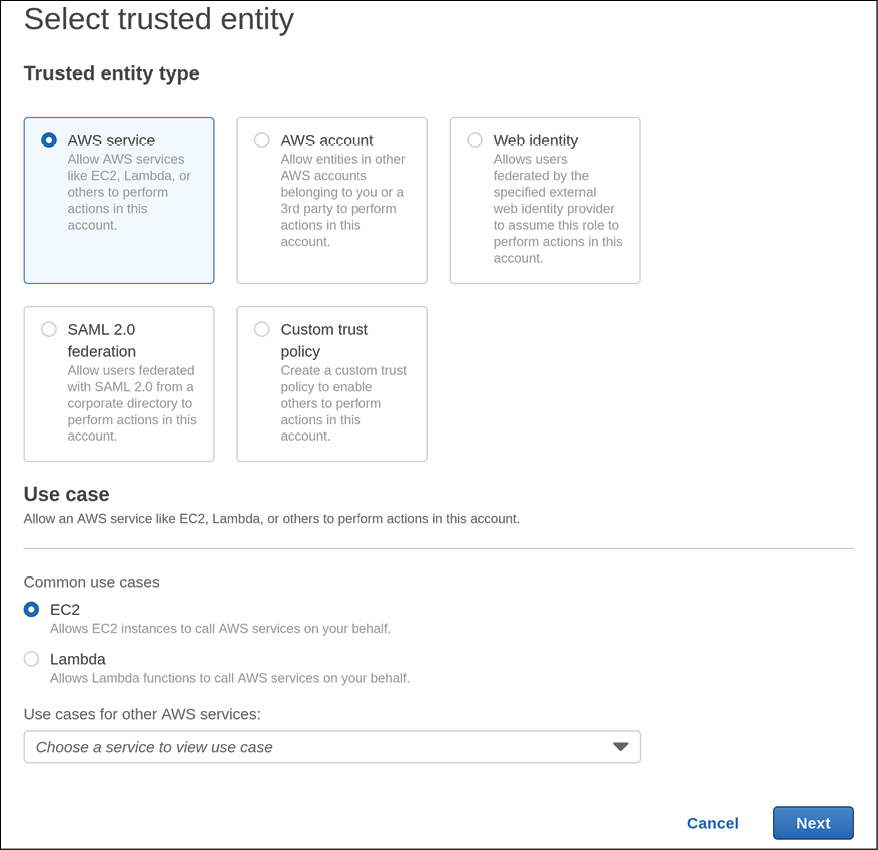 Select trusted entity
Trusted entity type
AWS service
Allow AWS services
like EC2, Lambda, or
others to perform
actions in this
account.
AWS account
Allow entities in other
AWS accounts
belonging to you or a
3rd party to perform
actions in this
account.
Web identity
Allows users
federated by the
specified external
web identity provider
to assume this role to
perform actions in this
account.
SAML 2.0
federation
Allow users federated
with SAML 2.0 from a
corporate directory to
perform actions in this
account.
Custom trust
policy
Create a custom trust
policy to enable
others to perform
actions in this
account.
Use case
Allow an AWS service like EC2, Lambda, or others to perform actions in this account.
Common use cases
EC2
Allows EC2 instances to call AWS services on your behalf.
Lambda
Allows Lambda functions to call AWS services on your behalf.
Use cases for other AWS services:
Choose a service to view use case
Cancel
Next